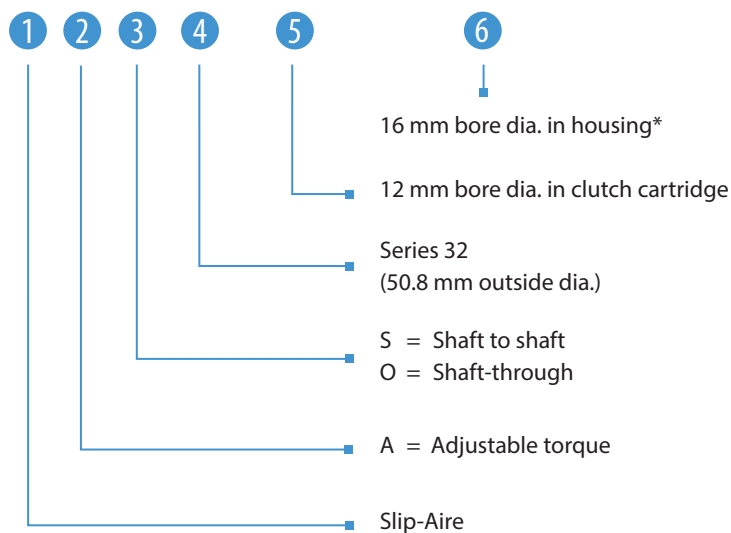 1 2 3 4 5 6
16 mm bore dia. in housing*
12 mm bore dia. in clutch cartridge
Series 32
(50.8 mm outside dia.)
S = Shaft to shaft
O = Shaft-through
A = Adjustable torque
Slip-Aire